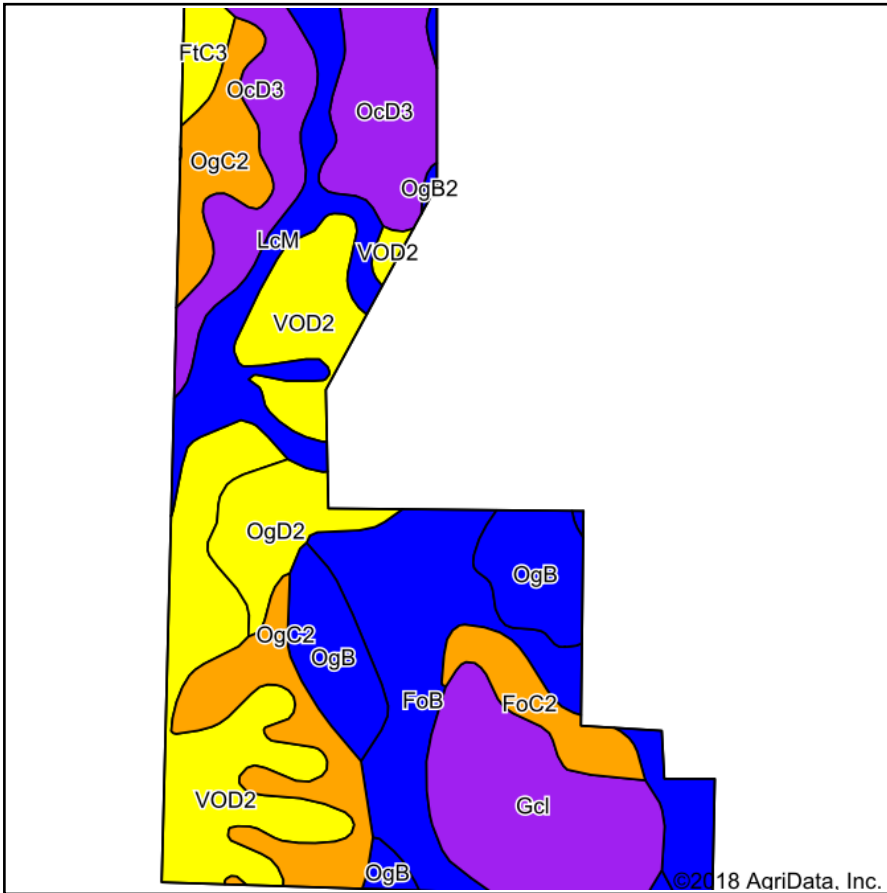 FtC3
OcD3
OcD3
OgC2
OgB2
LcM
VOD2
VOD2
OgD2
OgB
OgC2
OgB
FoB
FoC2
VOD2
Gcl
OgB
©2018 AgriData, Inc.